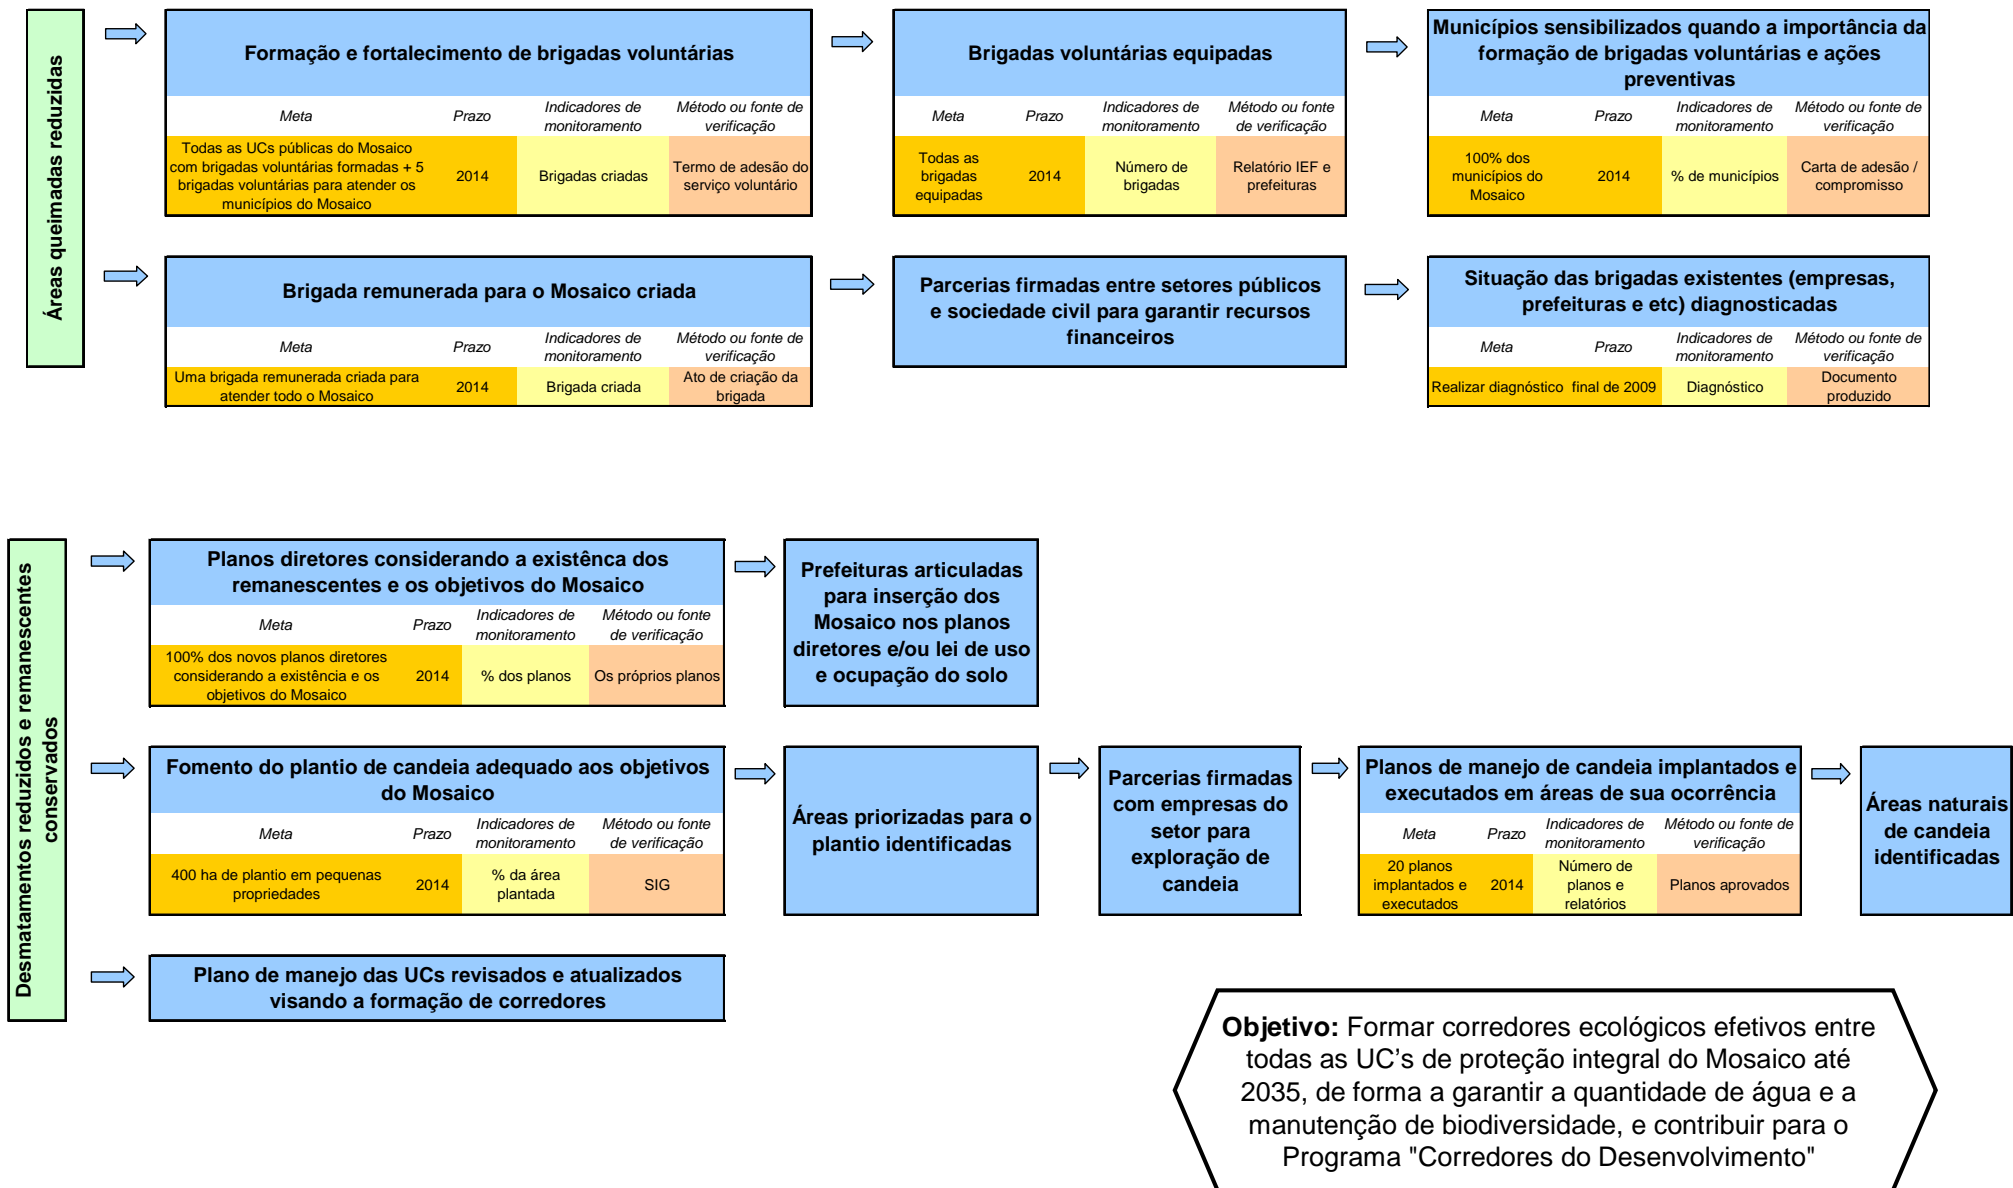 Áreas queimadas reduzidas
Formação e fortalecimento de brigadas voluntárias
Meta
Prazo
Indicadores de
monitoramento
Método ou fonte de
verificação
Todas as UCs públicas do Mosaico
com brigadas voluntárias formadas + 5
brigadas voluntárias para atender os
municípios do Mosaico
2014
Brigadas criadas
Termo de adesão do
serviço voluntário
Brigadas voluntárias equipadas
Meta
Prazo
Indicadores de
monitoramento
Método ou fonte
de verificação
Todas as
brigadas
equipadas
2014
Número de
brigadas
Relatório IEF e
prefeituras
Municípios sensibilizados quando a importância da
formação de brigadas voluntárias e ações
preventivas
Meta
Prazo
Indicadores de
monitoramento
Método ou fonte de
verificação
100% dos
municípios do
Mosaico
2014
% de municípios
Carta de adesão /
compromisso
Brigada remunerada para o Mosaico criada
Meta
Prazo
Indicadores de
monitoramento
Método ou fonte de
verificação
Uma brigada remunerada criada para
atender todo o Mosaico
2014
Brigada criada
Ato de criação da
brigada
Parcerias firmadas entre setores públicos
e sociedade civil para garantir recursos
financeiros
Situação das brigadas existentes (empresas,
prefeituras e etc) diagnosticadas
Meta
Prazo
Indicadores de
monitoramento
Método ou fonte de
verificação
Realizar diagnóstico
final de 2009
Diagnóstico
Documento
produzido
Desmatamentos reduzidos e remanescentes
conservados
Planos diretores considerando a existênca dos
remanescentes e os objetivos do Mosaico
Meta
Prazo
Indicadores de
monitoramento
Método ou fonte
de verificação
100% dos novos planos diretores
considerando a existência e os
objetivos do Mosaico
2014
% dos planos
Os próprios planos
Prefeituras articuladas
para inserção dos
Mosaico nos planos
diretores e/ou lei de uso
e ocupação do solo
Fomento do plantio de candeia adequado aos objetivos
do Mosaico
Meta
Prazo
Indicadores de
monitoramento
Método ou fonte
de verificação
400 ha de plantio em pequenas
propriedades
2014
% da área
plantada
SIG
Áreas priorizadas para o
plantio identificadas
Parcerias firmadas
com empresas do
setor para
exploração de
candeia
Planos de manejo de candeia implantados e
executados em áreas de sua ocorrência
Meta
Prazo
Indicadores de
monitoramento
Método ou fonte de
verificação
20 planos
implantados e
executados
2014
Número de
planos e
relatórios
Planos aprovados
Áreas naturais
de candeia
identificadas
Plano de manejo das UCs revisados e atualizados
visando a formação de corredores
Objetivo: Formar corredores ecológicos efetivos entre
todas as UC’s de proteção integral do Mosaico até
2035, de forma a garantir a quantidade de água e a
manutenção de biodiversidade, e contribuir para o
Programa "Corredores do Desenvolvimento"